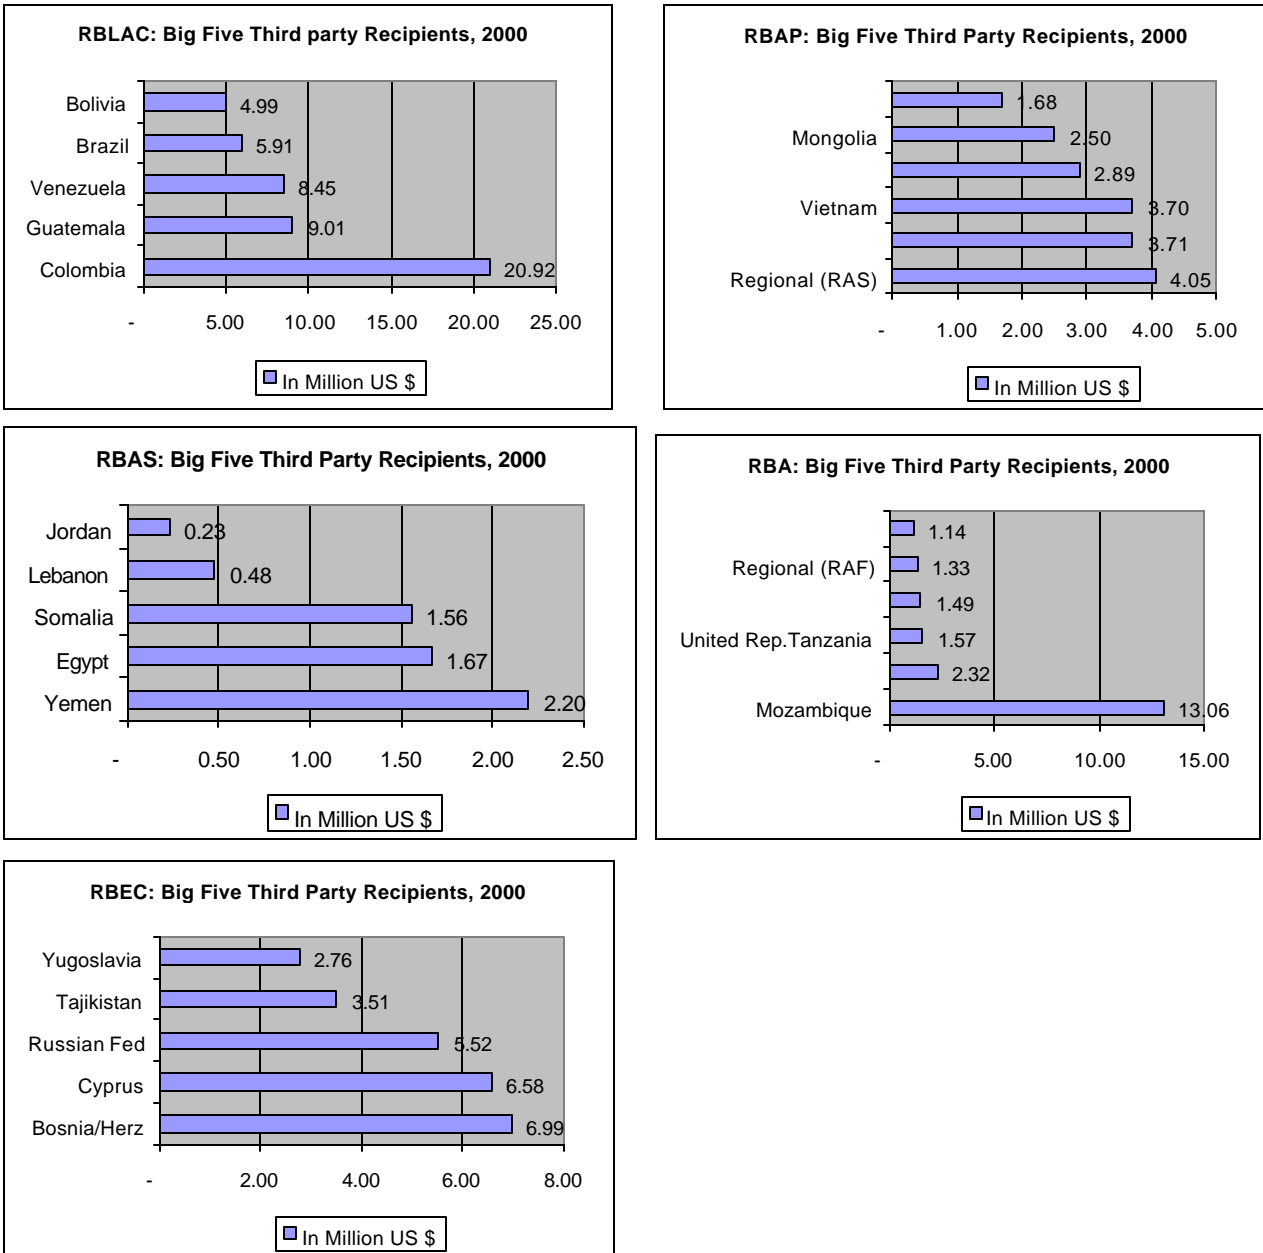 RBLAC: Big Five Third party Recipients, 2000
Bolivia 4.99
Brazil 5.91
Venezuela 8.45
Guatemala 9.01
Colombia 20.92
- 5.00 10.00 15.00 20.00 25.00
In Million US $
RBAP: Big Five Third Party Recipients, 2000
1.68
Mongolia 2.50
2.89
Vietnam 3.70
3.71
Regional (RAS) 4.05
- 1.00 2.00 3.00 4.00 5.00
In Million US $
RBAS: Big Five Third Party Recipients, 2000
Jordan 0.23
Lebanon 0.48
Somalia 1.56
Egypt 1.67
Yemen 2.20
- 0.50 1.00 1.50 2.00 2.50
In Million US $
RBA: Big Five Third Party Recipients, 2000
1.14
Regional (RAF) 1.33
1.49
United Rep.Tanzania 1.57
2.32
Mozambique 13.06
- 5.00 10.00 15.00
In Million US $
RBEC: Big Five Third Party Recipients, 2000
Yugoslavia 2.76
Tajikistan 3.51
Russian Fed 5.52
Cyprus 6.58
Bosnia/Herz 6.99
- 2.00 4.00 6.00 8.00
In Million US $